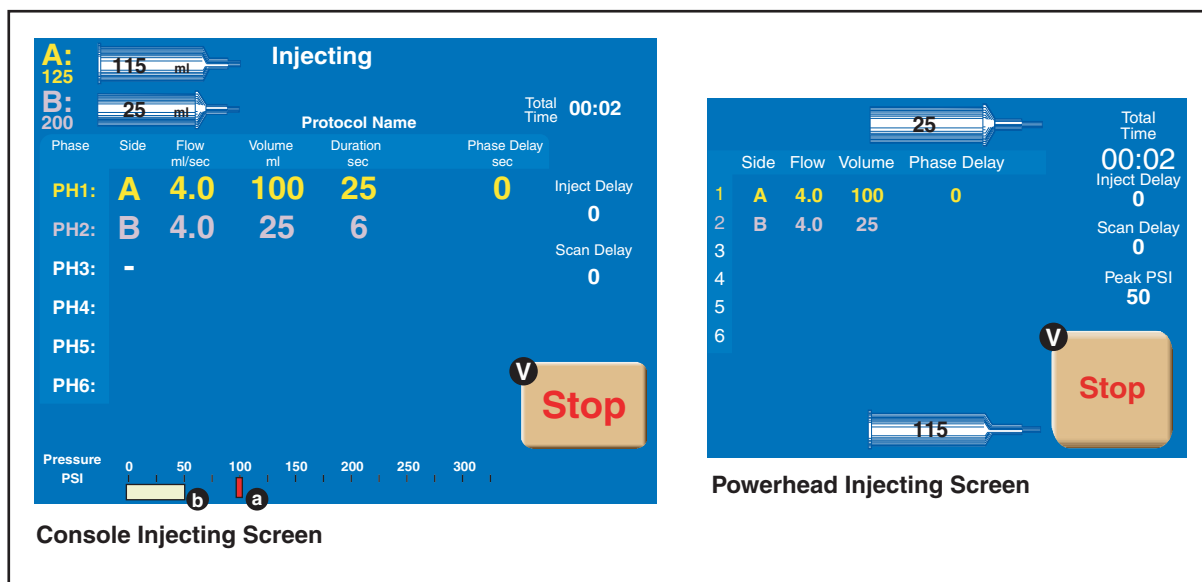 A:
125
115 ml
Injecting
B:
200
25 ml
Protocol Name
Total Time 00:02
Phase Side Flow ml/sec Volume ml Duration sec Phase Delay sec
PH1: A 4.0 100 25 0
PH2: B 4.0 25 6
PH3: -
PH4:
PH5:
PH6:
Inject Delay
0
Scan Delay
0
V
Stop
Pressure PSI 0 50 100 150 200 250 300
b a
Console Injecting Screen
25
Total
Time
00:02
Side Flow Volume Phase Delay
1 A 4.0 100 0
2 B 4.0 25
3
4
5
6
Inject Delay
0
Scan Delay
0
Peak PSI
50
V
Stop
115
Powerhead Injecting Screen